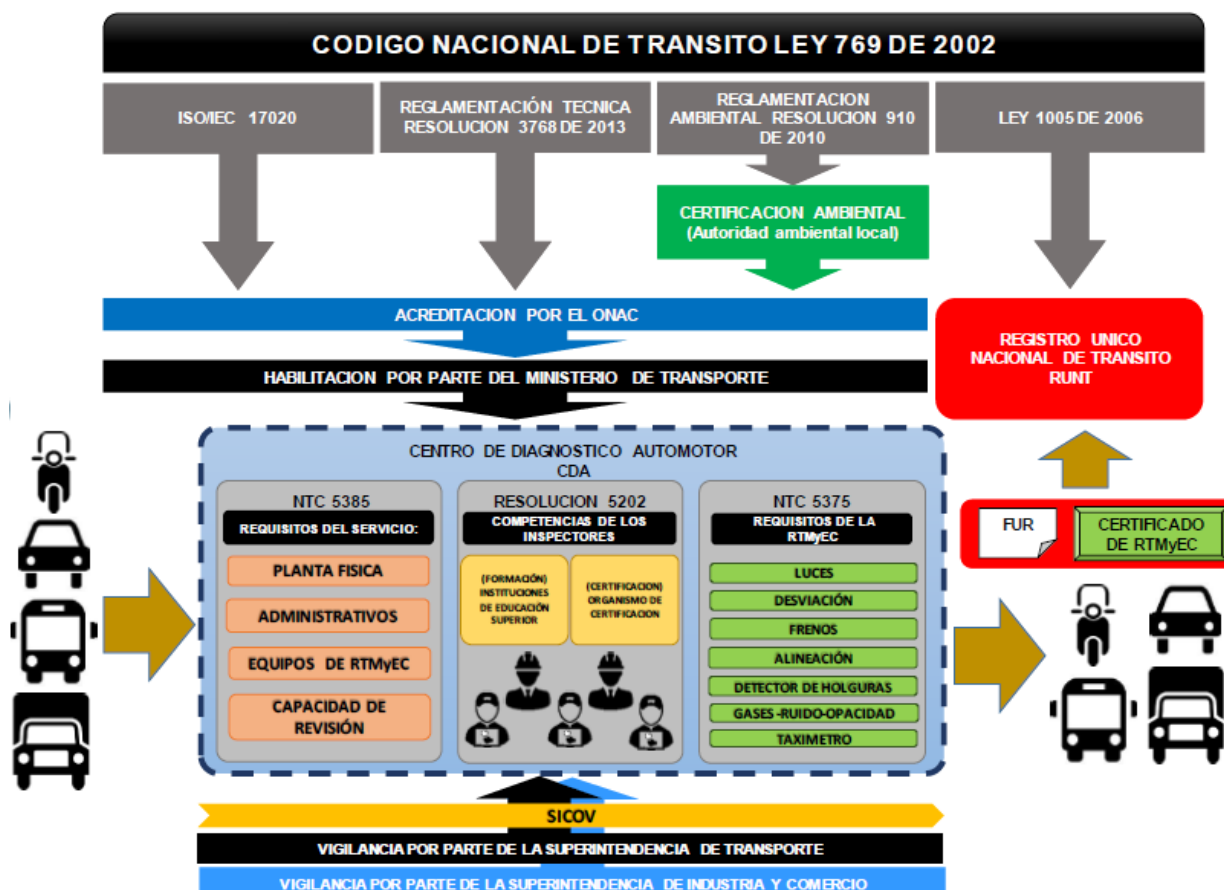 CODIGO NACIONAL DE TRANSITO LEY 769 DE 2002
ISO/IEC 17020
REGLAMENTACIÓN TECNICA
RESOLUCION 3768 DE 2013
REGLAMENTACION
AMBIENTAL RESOLUCION 910
DE 2010
LEY 1005 DE 2006
CERTIFICACION AMBIENTAL
(Autoridad ambiental local)
ACREDITACION POR EL ONAC
HABILITACION POR PARTE DEL MINISTERIO DE TRANSPORTE
REGISTRO UNICO
NACIONAL DE TRANSITO
RUNT
CENTRO DE DIAGNOSTICO AUTOMOTOR
CDA
NTC 5385
REQUISITOS DEL SERVICIO:
PLANTA FISICA
ADMINISTRATIVOS
EQUIPOS DE RTMyEC
CAPACIDAD DE
REVISIÓN
RESOLUCION 5202
COMPETENCIAS DE LOS
INSPECTORES
(FORMACIÓN)
INSTITUCIONES
DE EDUCACIÓN
SUPERIOR
(CERTIFICACION)
ORGANISMO DE
CERTIFICACION
NTC 5375
REQUISITOS DE LA
RTMyEC
LUCES
DESVIACIÓN
FRENOS
ALINEACIÓN
DETECTOR DE HOLGURAS
GASES -RUIDO-OPACIDAD
TAXIMETRO
FUR
CERTIFICADO
DE RTMyEC
SICOV
VIGILANCIA POR PARTE DE LA SUPERINTENDENCIA DE TRANSPORTE
VIGILANCIA POR PARTE DE LA SUPERINTENDENCIA DE INDUSTRIA Y COMERCIO